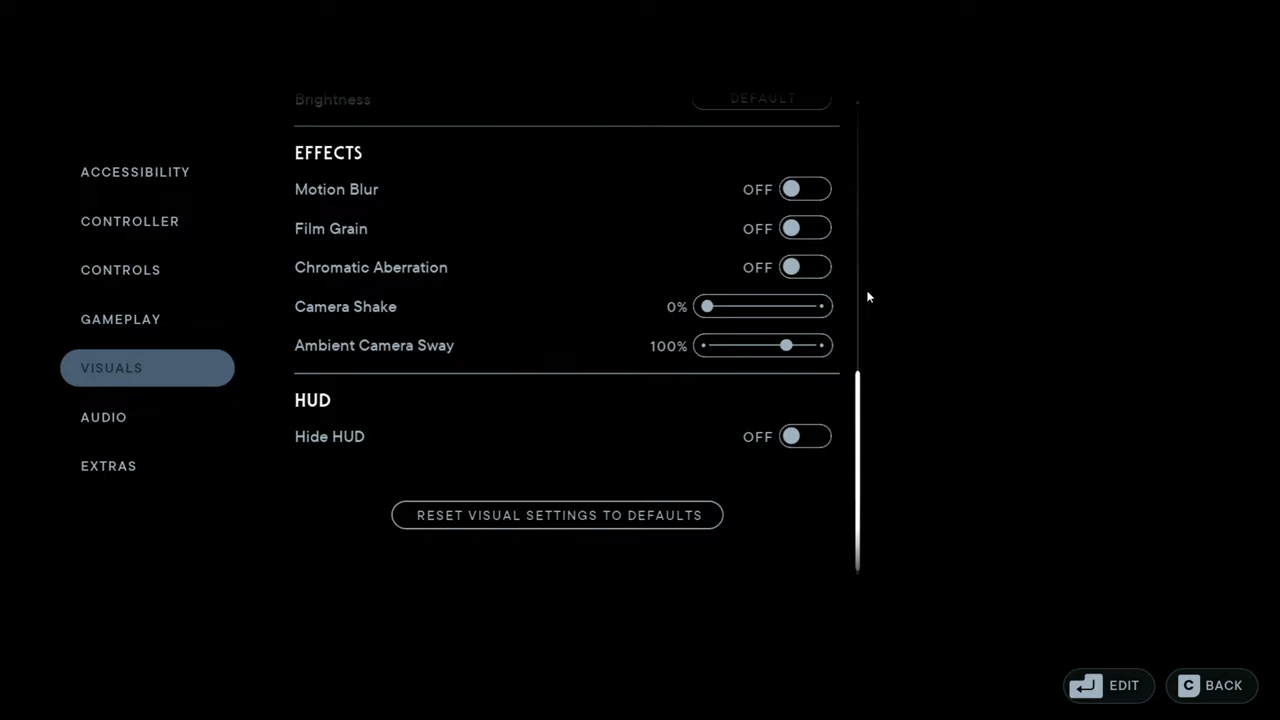 Brightness DEFAULT
EFFECTS
ACCESSIBILITY
Motion Blur OFF
CONTROLLER
Film Grain OFF
CONTROLS
Chromatic Aberration OFF
GAMEPLAY
Camera Shake 0%
VISUALS
Ambient Camera Sway 100%
AUDIO
HUD
EXTRAS
Hide HUD OFF
RESET VISUAL SETTINGS TO DEFAULTS
EDIT C BACK